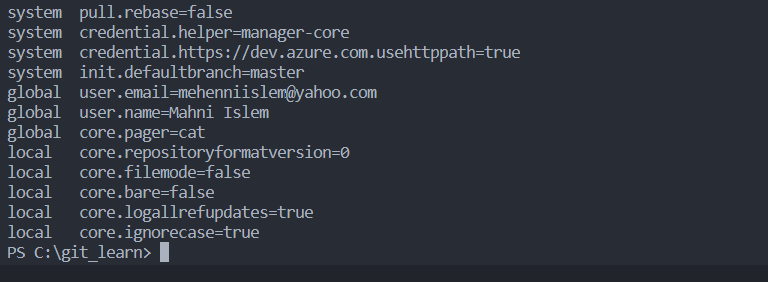 system  pull.rebase=false
system  credential.helper=manager-core
system  credential.https://dev.azure.com.usehttppath=true
system  init.defaultbranch=master
global  user.email=mehenniislem@yahoo.com
global  user.name=Mahni Islem
global  core.pager=cat
local   core.repositoryformatversion=0
local   core.filemode=false
local   core.bare=false
local   core.logallrefupdates=true
local   core.ignorecase=true
PS C:\git_learn>